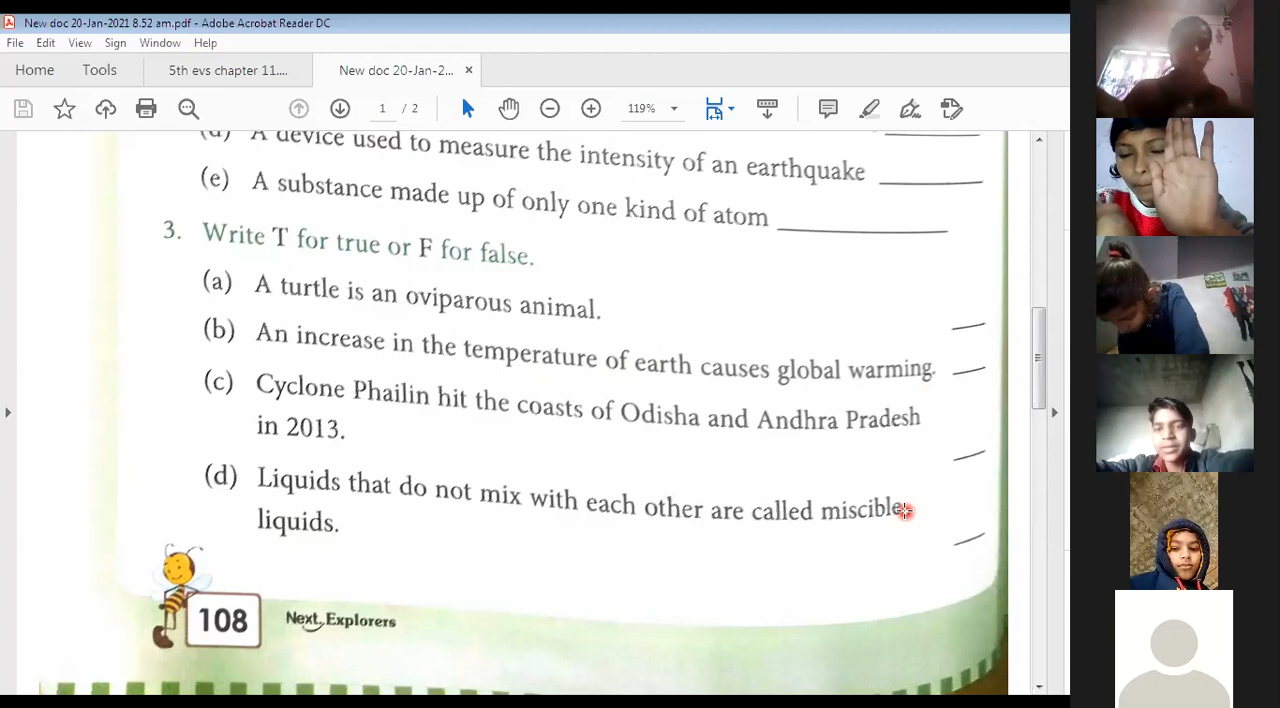 New doc 20-Jan-2021 8.52 am.pdf - Adobe Acrobat Reader DC
File Edit View Sign Window Help
Home Tools 5th evs chapter 11.... New doc 20-Jan-2... ×
1 / 2 119%
(d) A device used to measure the intensity of an earthquake
(e) A substance made up of only one kind of atom
3. Write T for true or F for false.
(a) A turtle is an oviparous animal.
(b) An increase in the temperature of earth causes global warming.
(c) Cyclone Phailin hit the coasts of Odisha and Andhra Pradesh
in 2013.
(d) Liquids that do not mix with each other are called miscible
liquids.
108 Next Explorers